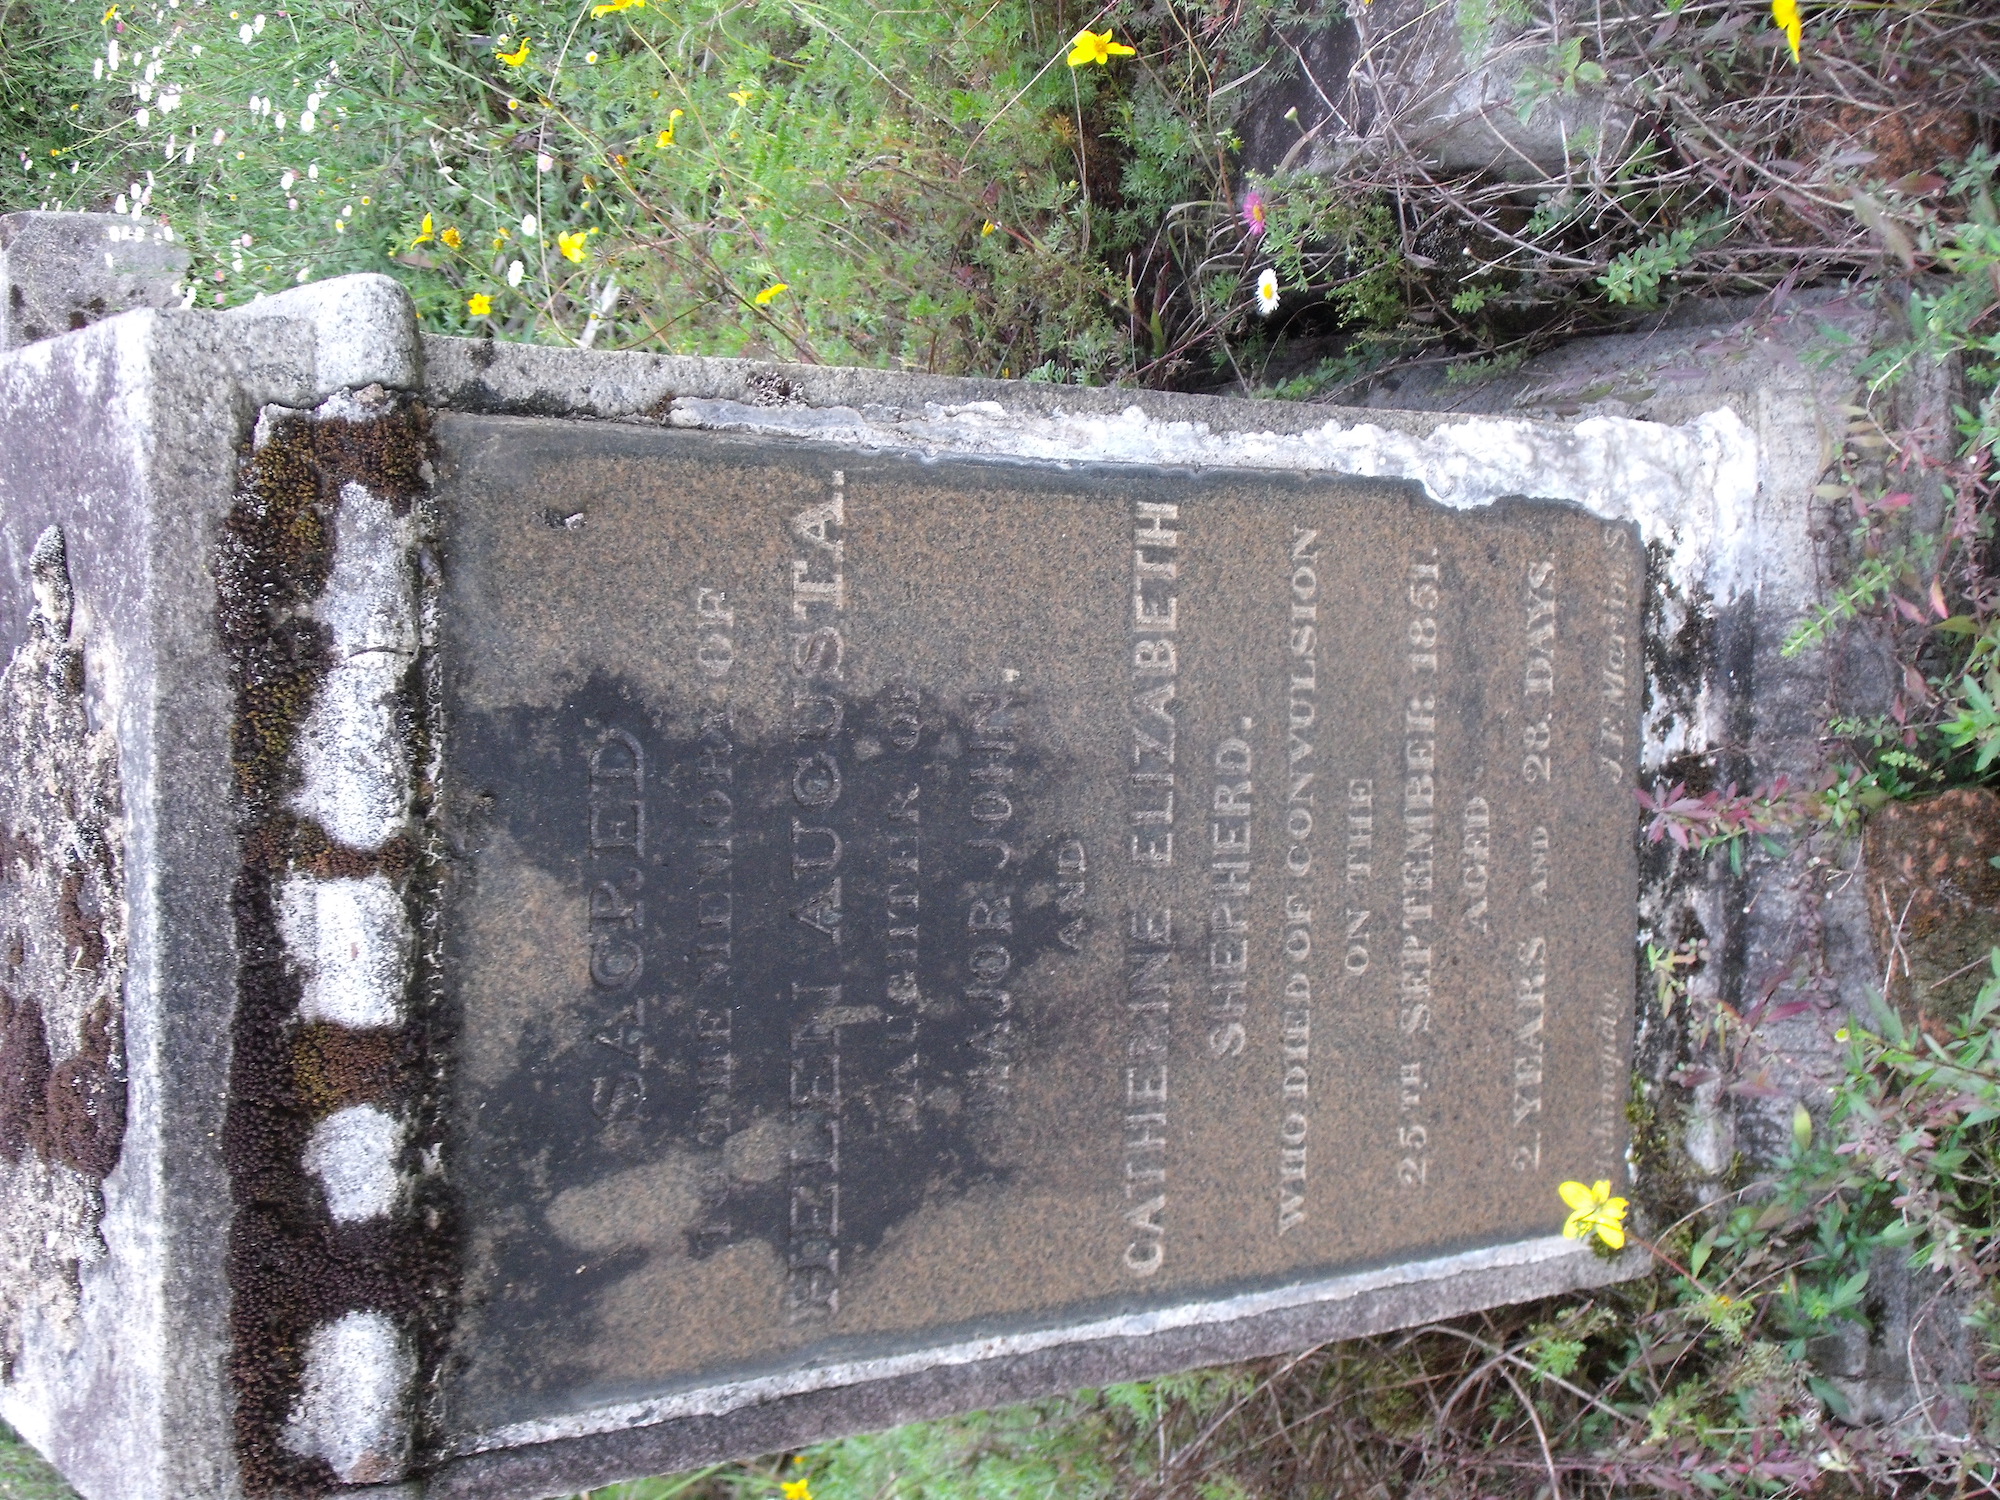 SACRED
TO THE MEMORY OF
HELEN AUGUSTA.
DAUGHTER OF
MAJOR JOHN,
AND
CATHERINE ELIZABETH
SHEPHERD.
WHO DIED OF CONVULSION
ON THE
25TH SEPTEMBER 1851.
AGED
2 YEARS AND 28. DAYS.
J.F. Martin S